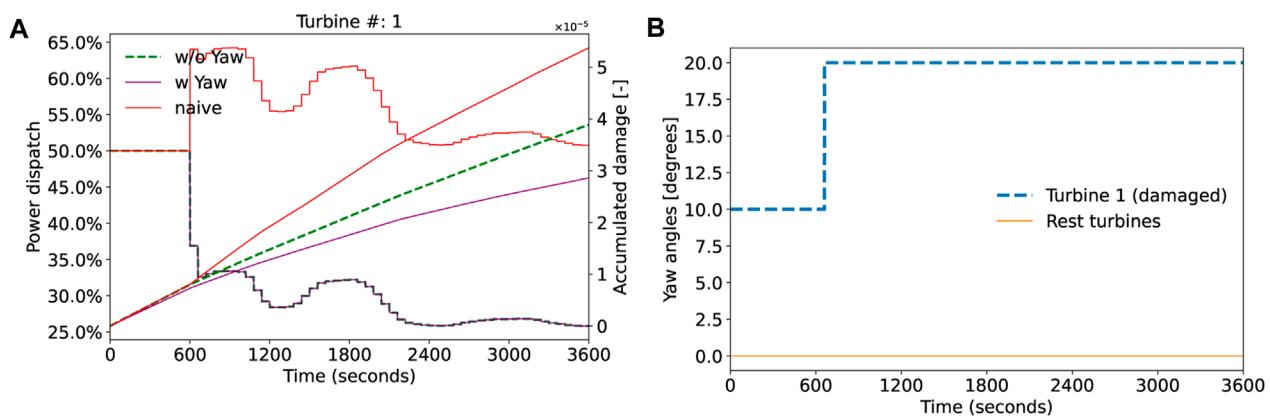 A
Turbine #: 1
×10⁻⁵
65.0%
60.0%
55.0%
50.0%
45.0%
40.0%
35.0%
30.0%
25.0%
Power dispatch
w/o Yaw
w Yaw
naive
5
4
3
2
1
0
Accumulated damage [-]
0 600 1200 1800 2400 3000 3600
Time (seconds)
B
20.0
17.5
15.0
12.5
10.0
7.5
5.0
2.5
0.0
Yaw angles [degrees]
Turbine 1 (damaged)
Rest turbines
0 600 1200 1800 2400 3000 3600
Time (seconds)